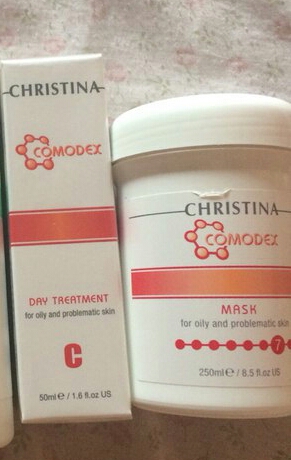 CHRISTINA
COMODEX
DAY TREATMENT
for oily and problematic skin
C
50ml e / 1.6 fl.oz US
CHRISTINA
COMODEX
MASK
for oily and problematic skin
7
250ml e / 8.5 fl.oz US